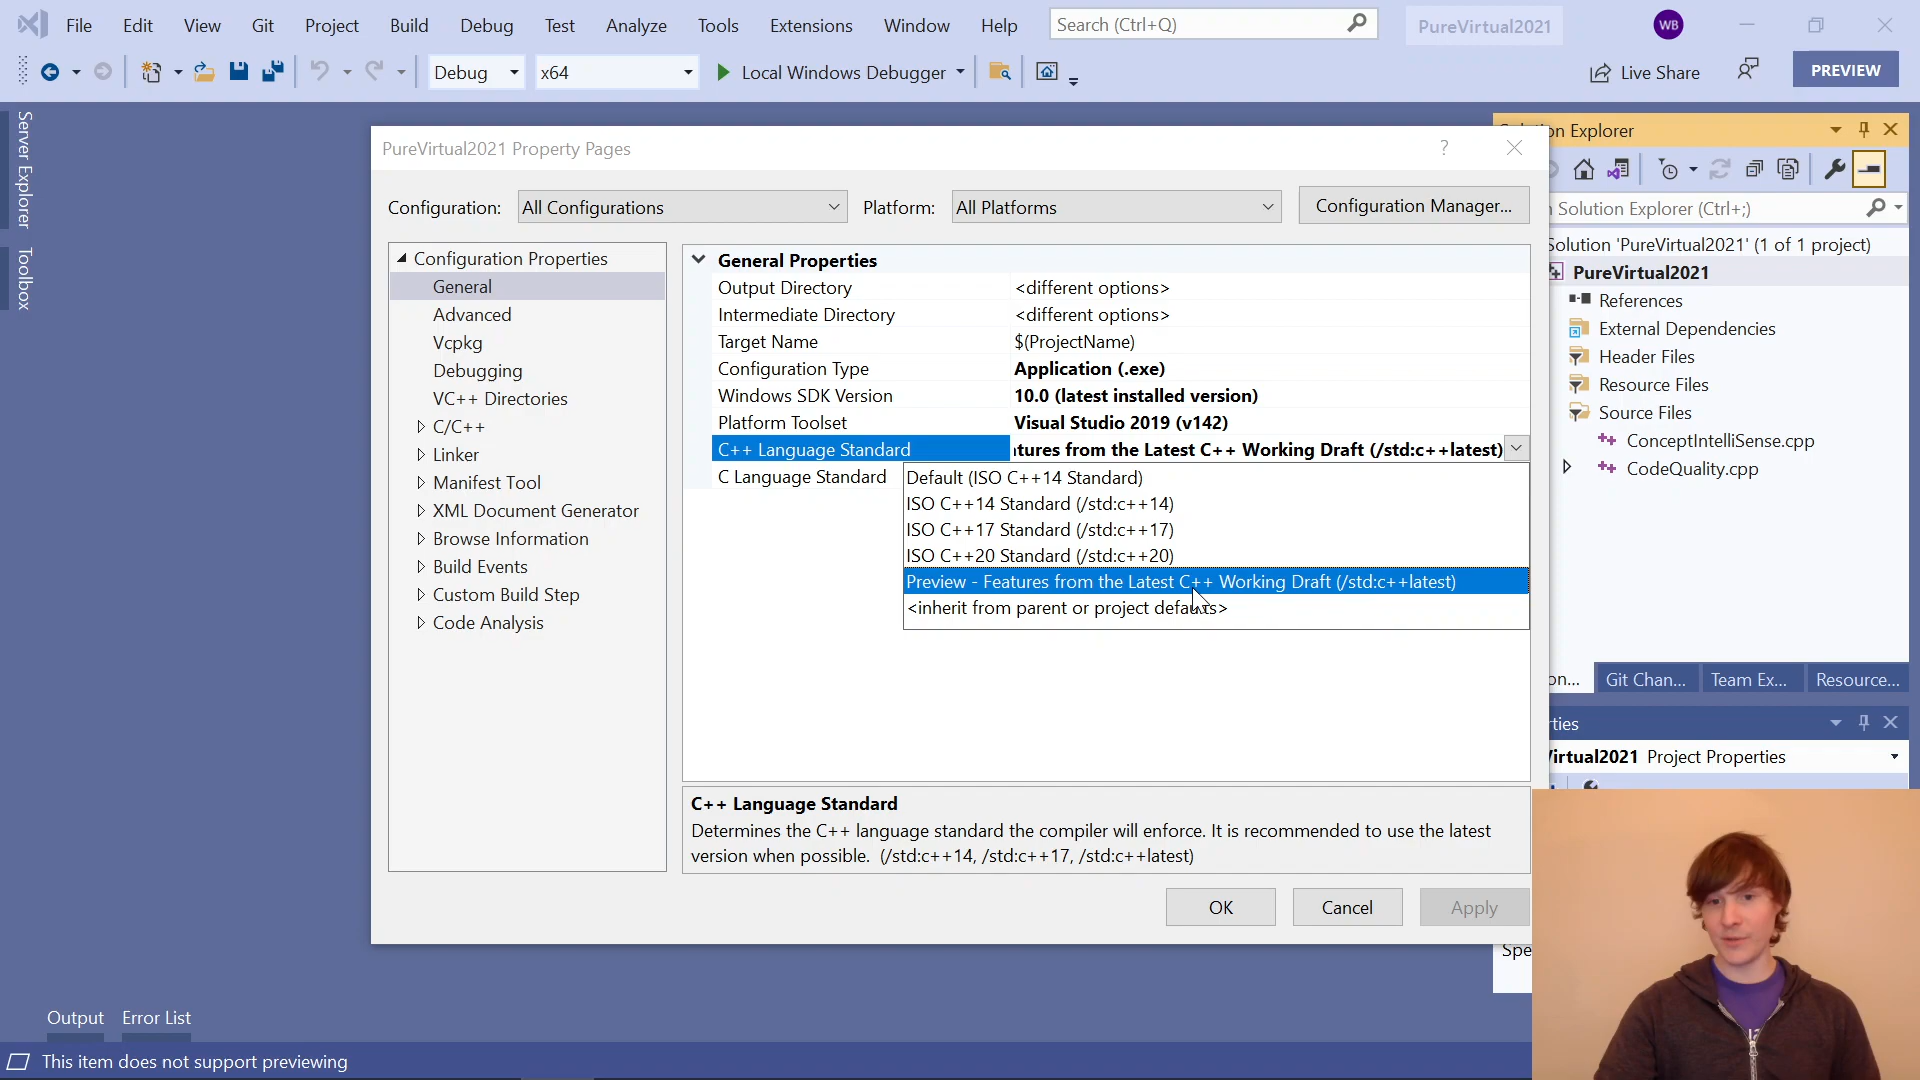 File Edit View Git Project Build Debug Test Analyze Tools Extensions Window Help Search (Ctrl+Q) PureVirtual2021 WB
Debug x64 Local Windows Debugger Live Share PREVIEW
Server Explorer
Toolbox
PureVirtual2021 Property Pages ?
Configuration: All Configurations Platform: All Platforms Configuration Manager...
Configuration Properties
General
Advanced
Vcpkg
Debugging
VC++ Directories
C/C++
Linker
Manifest Tool
XML Document Generator
Browse Information
Build Events
Custom Build Step
Code Analysis
General Properties
Output Directory <different options>
Intermediate Directory <different options>
Target Name $(ProjectName)
Configuration Type Application (.exe)
Windows SDK Version 10.0 (latest installed version)
Platform Toolset Visual Studio 2019 (v142)
C++ Language Standard tures from the Latest C++ Working Draft (/std:c++latest)
C Language Standard
Default (ISO C++14 Standard)
ISO C++14 Standard (/std:c++14)
ISO C++17 Standard (/std:c++17)
ISO C++20 Standard (/std:c++20)
Preview - Features from the Latest C++ Working Draft (/std:c++latest)
<inherit from parent or project defaults>
C++ Language Standard
Determines the C++ language standard the compiler will enforce. It is recommended to use the latest
version when possible. (/std:c++14, /std:c++17, /std:c++latest)
OK Cancel Apply
on Explorer
Solution Explorer (Ctrl+;)
Solution 'PureVirtual2021' (1 of 1 project)
PureVirtual2021
References
External Dependencies
Header Files
Resource Files
Source Files
ConceptIntelliSense.cpp
CodeQuality.cpp
on... Git Chan... Team Ex... Resource...
ties
Virtual2021 Project Properties
Spe
Output Error List
This item does not support previewing